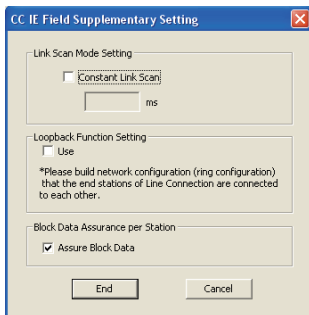 CC IE Field Supplementary Setting
Link Scan Mode Setting
Constant Link Scan
ms
Loopback Function Setting
Use
*Please build network configuration (ring configuration)
that the end stations of Line Connection are connected
to each other.
Block Data Assurance per Station
Assure Block Data
End
Cancel